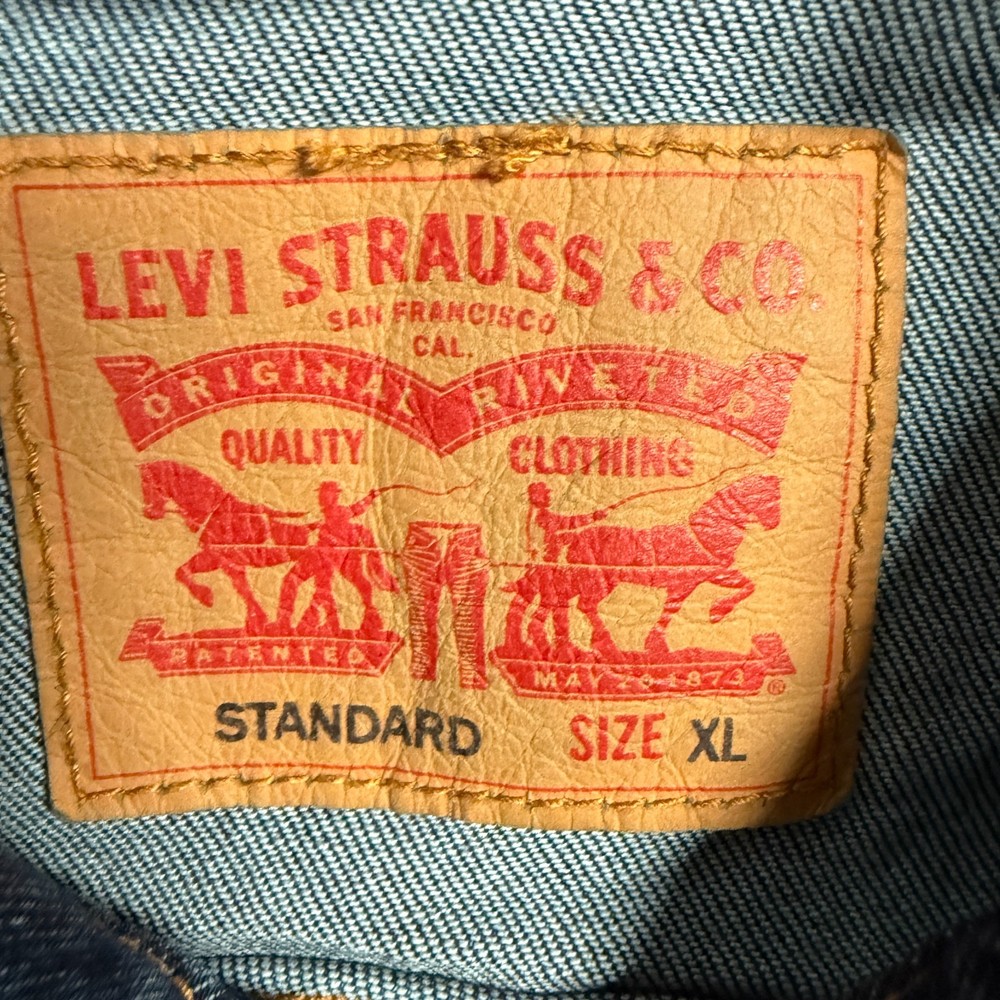 LEVI STRAUSS & CO.
SAN FRANCISCO
CAL.
ORIGINAL RIVETED
QUALITY CLOTHING
PATENTED
MAY 20 1873 ®
STANDARD SIZE XL